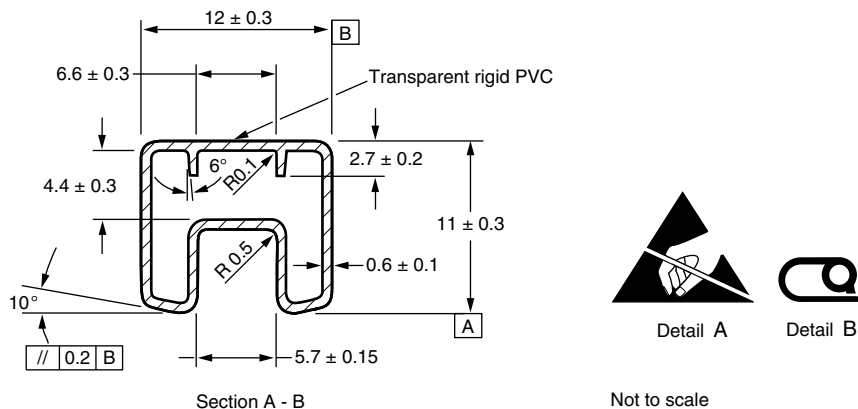 12 ± 0.3
B
6.6 ± 0.3
Transparent rigid PVC
6°
R0.1
2.7 ± 0.2
4.4 ± 0.3
11 ± 0.3
R 0.5
0.6 ± 0.1
10°
A
// 0.2 B
5.7 ± 0.15
Detail A
Detail B
Section A - B
Not to scale